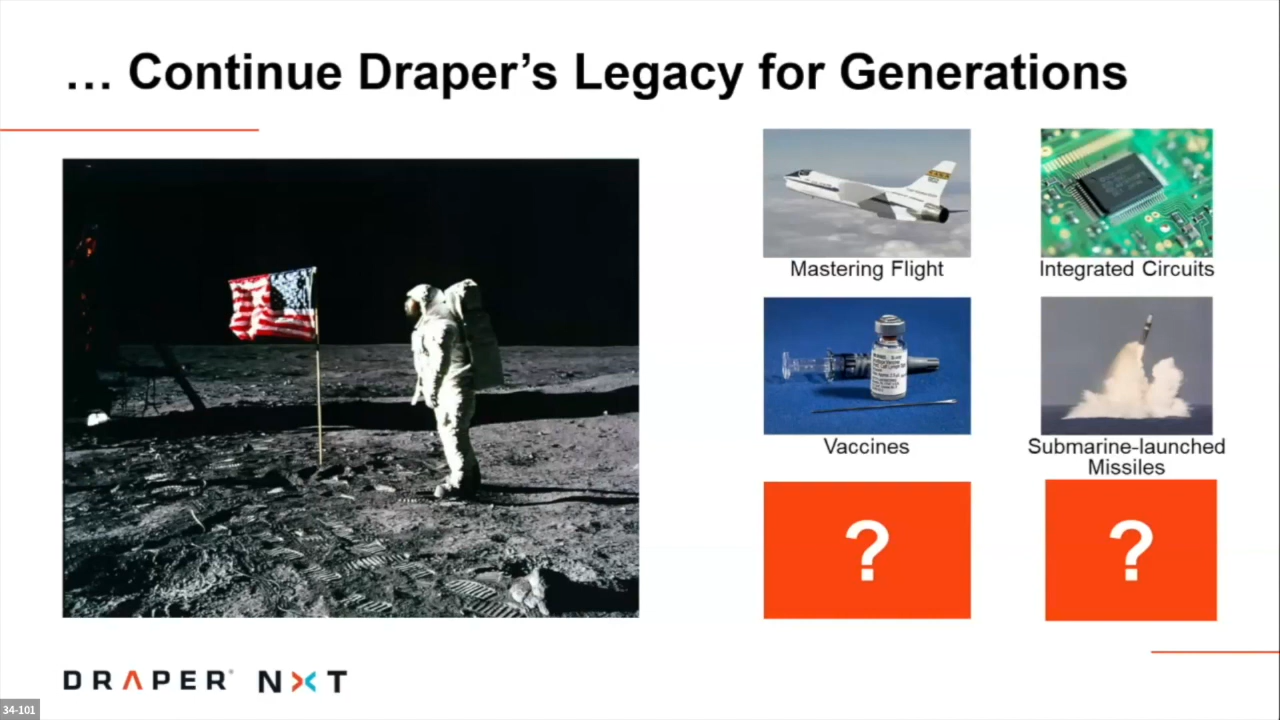 … Continue Draper’s Legacy for Generations
Mastering Flight
Integrated Circuits
Vaccines
Submarine-launched
Missiles
?
?
DRAPER NXT
34-101